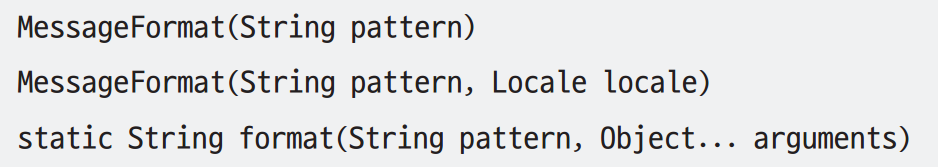 MessageFormat(String pattern)
MessageFormat(String pattern, Locale locale)
static String format(String pattern, Object... arguments)